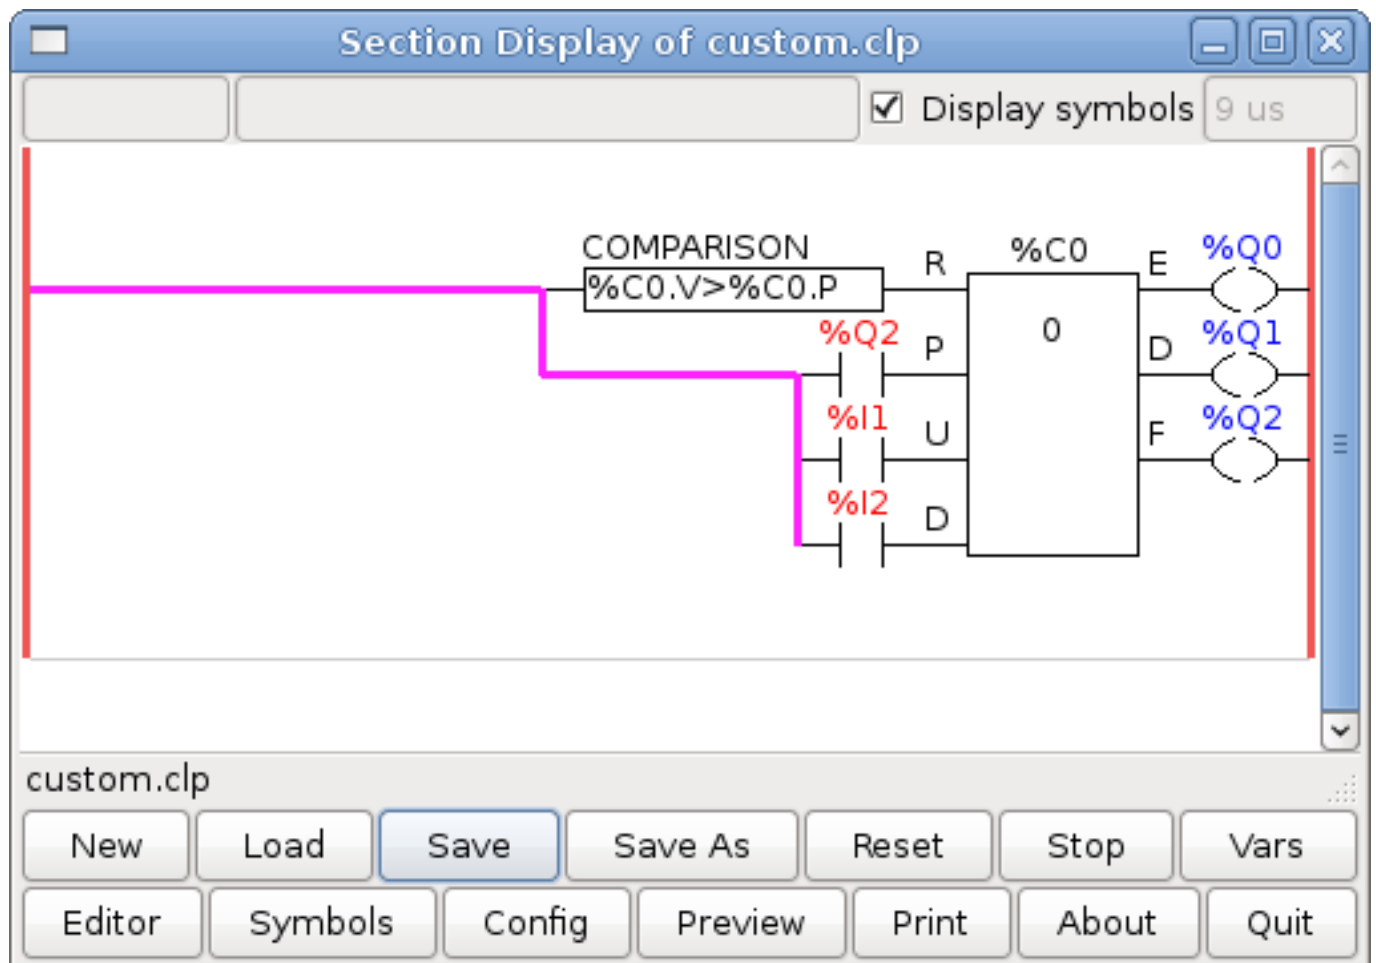 Section Display of custom.clp
Display symbols 9 us
COMPARISON R %C0 E %Q0
%C0.V>%C0.P
%Q2 P 0 D %Q1
%I1 U F %Q2
%I2 D
custom.clp
New Load Save Save As Reset Stop Vars
Editor Symbols Config Preview Print About Quit